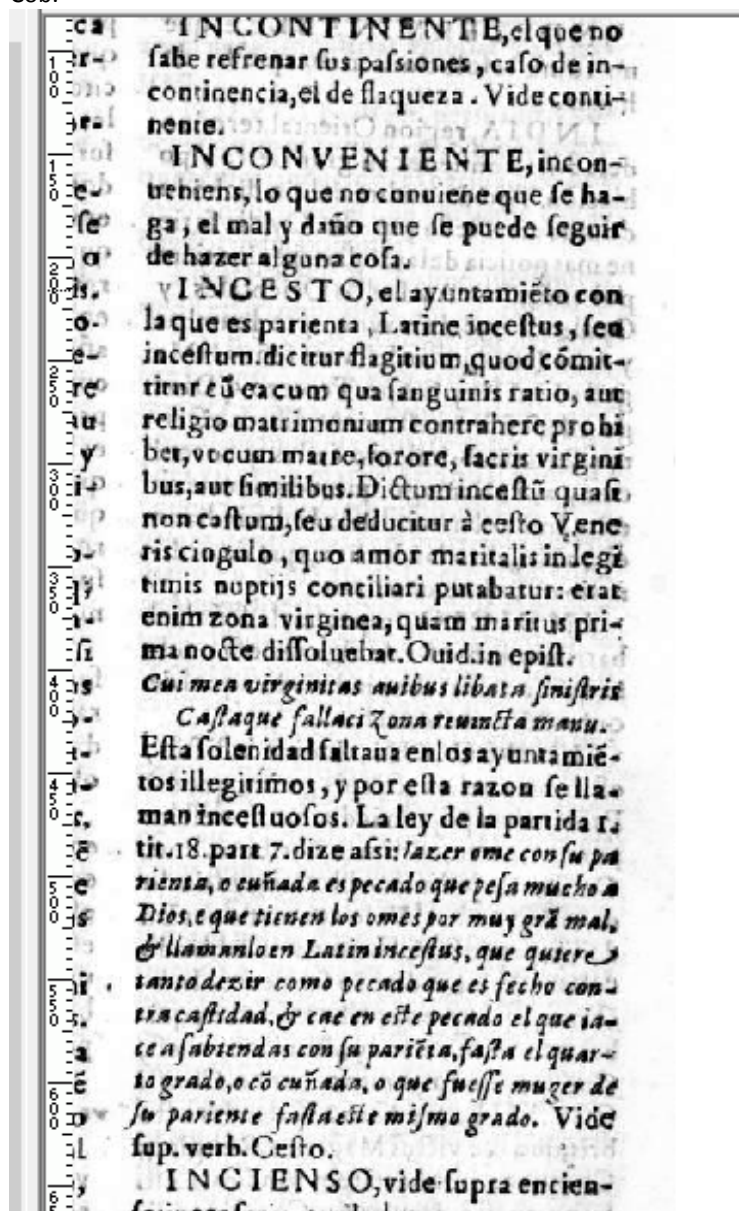 INCONTINENTE, el que no
ſabe refrenar ſus paſsiones, caſo de in-
continencia, el de flaqueza. Vide conti-
nente.
INCONVENIENTE, incon-
ueniens, lo que no conuiene que ſe ha-
ga, el mal y daño que ſe puede ſeguir
de hazer alguna coſa.
INCESTO, el ayuntamiẽto con
la que es parienta, Latine inceſtus, ſeu
inceſtum. dicitur flagitium, quod cómit-
titur cũ ea cum qua ſanguinis ratio, aut
religio matrimonium contrahere prohi
bet, vt cum matre, ſorore, ſacris virgini
bus, aut ſimilibus. Dictum inceſtũ quaſi
non caſtum, ſeu deducitur à ceſto Vene
ris cingulo, quo amor maritalis in legi
timis nuptijs conciliari putabatur: erat
enim zona virginea, quam maritus pri-
ma nocte diſſoluebat. Ouid. in epiſt.
Cui mea virginitas auibus libata ſiniſtris
Caſtaque fallaci zona reuincta manu.
Eſta ſolenidad faltaua en los ayuntamiẽ-
tos illegitimos, y por eſta razon ſe lla-
man inceſtuoſos. La ley de la partida 1.
tit. 18. part 7. dize aſsi: Iazer ome con ſu pa
rienta, o cuñada es pecado que peſa mucho a
Dios, e que tienen los omes por muy grã mal,
& llamanlo en Latin inceſtus, que quiere
tanto dezir como pecado que es fecho con-
tra caſtidad, & cae en eſte pecado el que ia-
ce a ſabiendas con ſu pariẽta, faſta el quar-
to grado, o cõ cuñada, o que fueſſe muger de
ſu pariente faſta eſte miſmo grado. Vide
ſup. verb. Ceſto.
INCIENSO, vide ſupra encien-